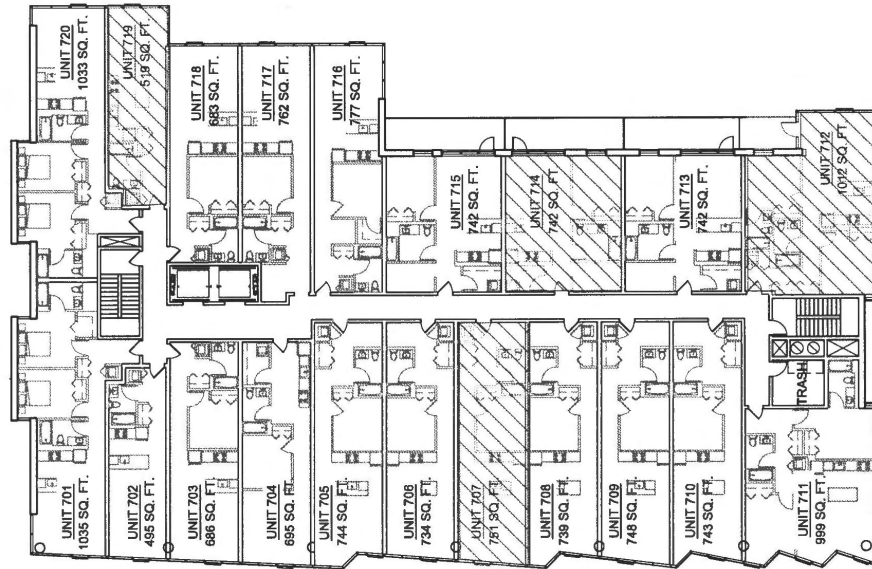 UNIT 720
1033 SQ. FT.
UNIT 719
519 SQ. FT.
UNIT 718
683 SQ. FT.
UNIT 717
762 SQ. FT.
UNIT 716
777 SQ. FT.
UNIT 715
742 SQ. FT.
UNIT 714
742 SQ. FT.
UNIT 713
742 SQ. FT.
UNIT 712
1012 SQ. FT
UNIT 701
1035 SQ. FT.
UNIT 702
495 SQ. FT.
UNIT 703
686 SQ. FT.
UNIT 704
695 SQ. FT.
UNIT 705
744 SQ. FT.
UNIT 706
734 SQ. FT.
UNIT 707
751 SQ. FT.
UNIT 708
739 SQ. FT.
UNIT 709
748 SQ. FT.
UNIT 710
743 SQ. FT.
UNIT 711
999 SQ. FT.
TRASH